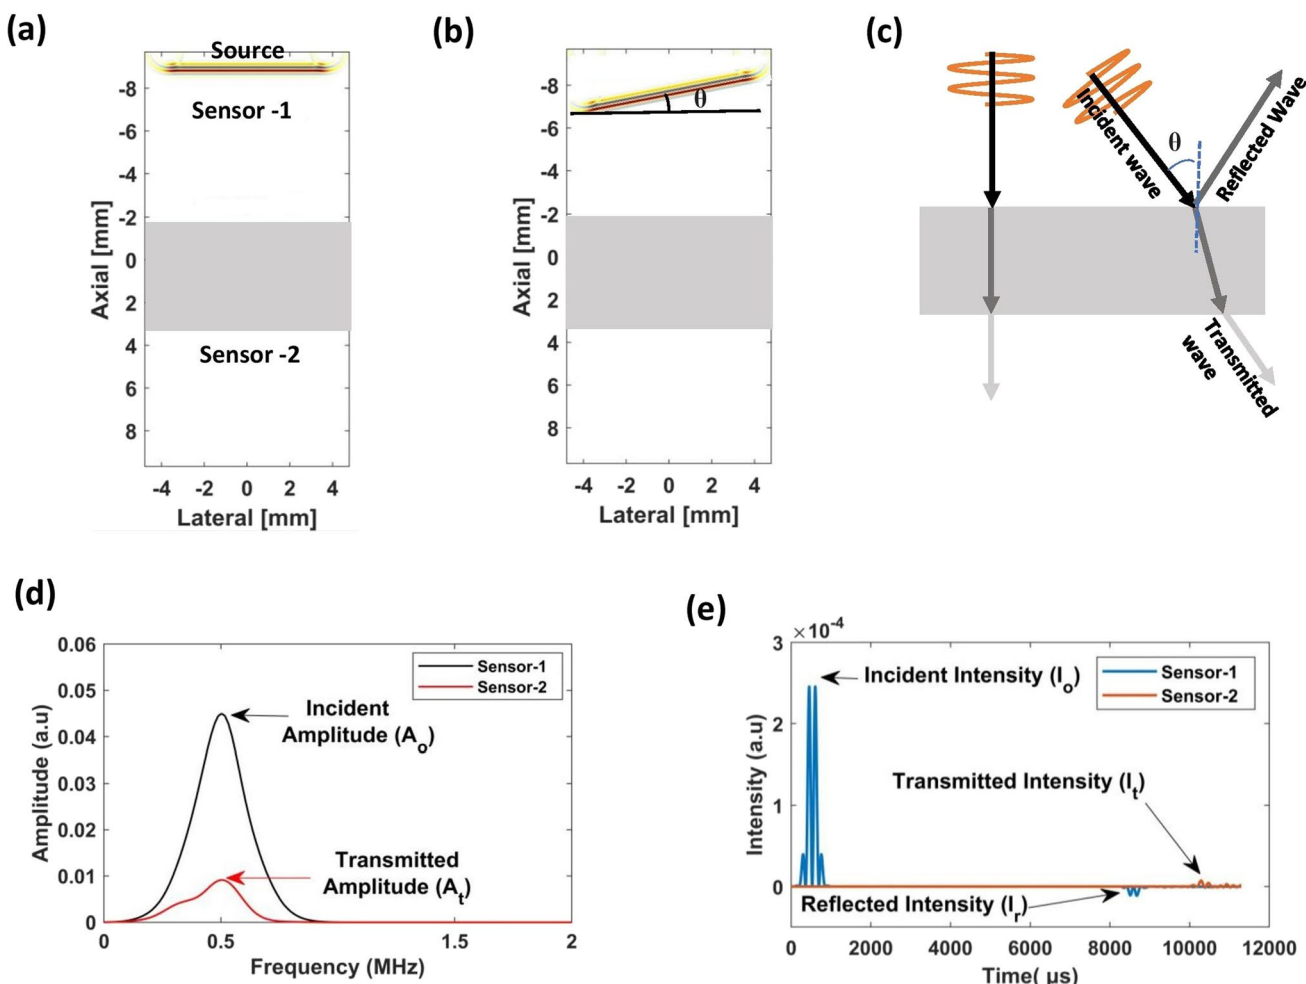 (a)
Source
Sensor -1
Sensor -2
-8
-6
-4
-2
0
2
4
6
8
Axial [mm]
-4 -2 0 2 4
Lateral [mm]
(b)
θ
-8
-6
-4
-2
0
2
4
6
8
Axial [mm]
-4 -2 0 2 4
Lateral [mm]
(c)
Incident wave
θ
Reflected Wave
Transmitted
wave
(d)
0.06
0.05
0.04
0.03
0.02
0.01
0
Amplitude (a.u)
Sensor-1
Sensor-2
Incident
Amplitude (Aₒ)
Transmitted
Amplitude (Aₜ)
0 0.5 1.5 2
Frequency (MHz)
(e)
×10⁻⁴
3
2
1
0
Intensity (a.u)
Sensor-1
Sensor-2
Incident Intensity (Iₒ)
Transmitted Intensity (Iₜ)
Reflected Intensity (Iᵣ)
0 2000 4000 6000 8000 10000 12000
Time( μs)